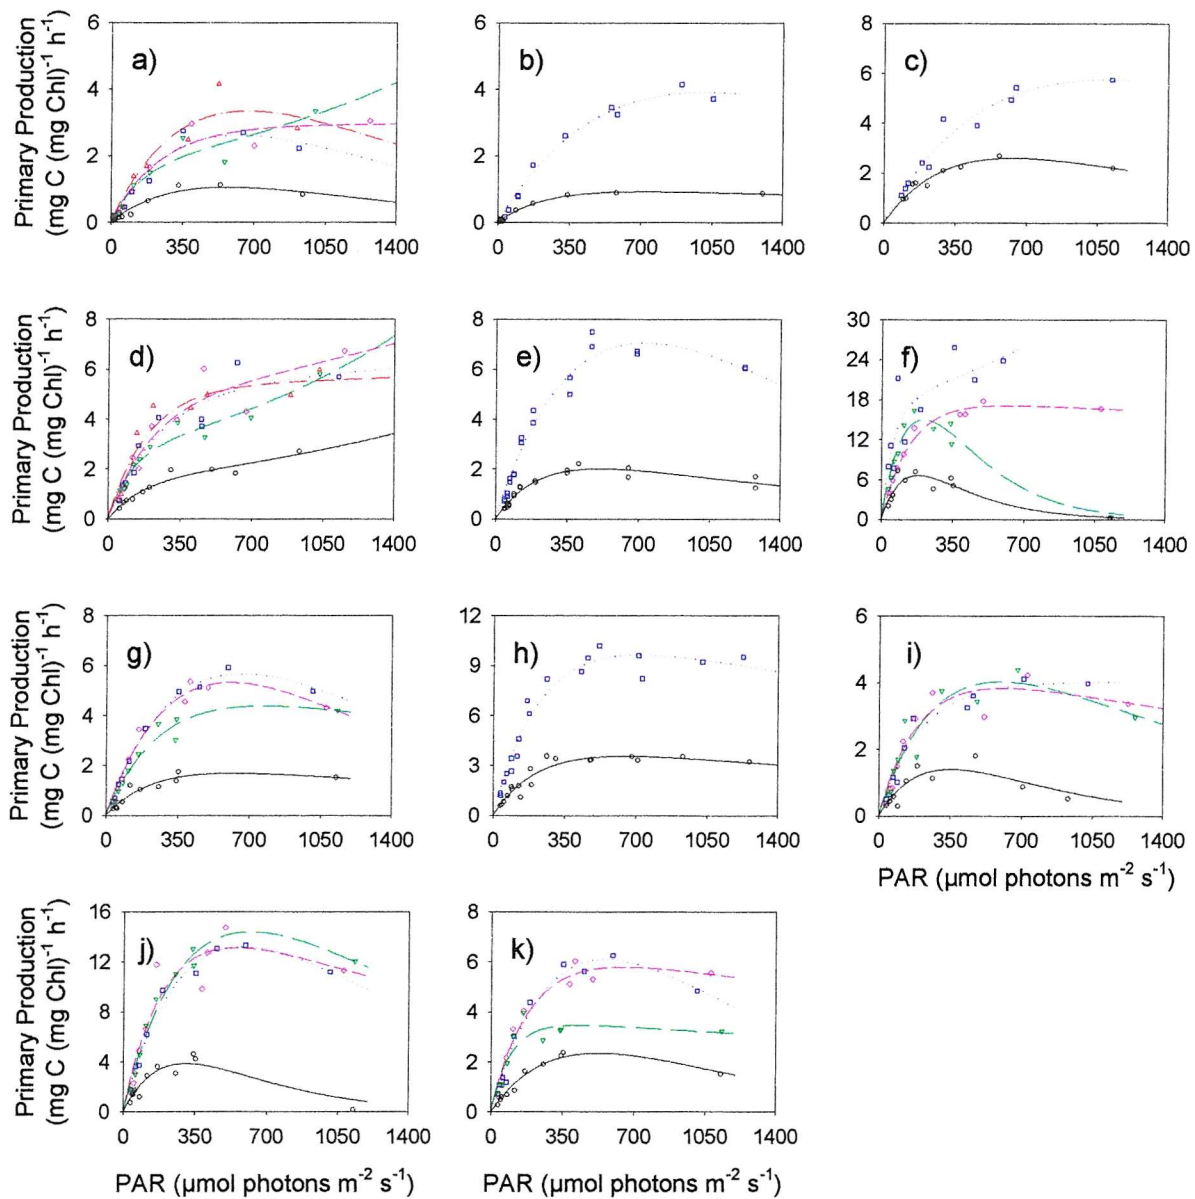 Primary Production
(mg C (mg Chl)⁻¹ h⁻¹)
6
4
2
0
a)
0 350 700 1050 1400
6
4
2
0
b)
0 350 700 1050 1400
8
6
4
2
0
c)
0 350 700 1050 1400
Primary Production
(mg C (mg Chl)⁻¹ h⁻¹)
8
6
4
2
0
d)
0 350 700 1050 1400
8
6
4
2
0
e)
0 350 700 1050 1400
30
24
18
12
6
0
f)
0 350 700 1050 1400
Primary Production
(mg C (mg Chl)⁻¹ h⁻¹)
8
6
4
2
0
g)
0 350 700 1050 1400
12
9
6
3
0
h)
0 350 700 1050 1400
6
4
2
0
i)
0 350 700 1050 1400
PAR (µmol photons m⁻² s⁻¹)
Primary Production
(mg C (mg Chl)⁻¹ h⁻¹)
16
12
8
4
0
j)
0 350 700 1050 1400
PAR (µmol photons m⁻² s⁻¹)
8
6
4
2
0
k)
0 350 700 1050 1400
PAR (µmol photons m⁻² s⁻¹)